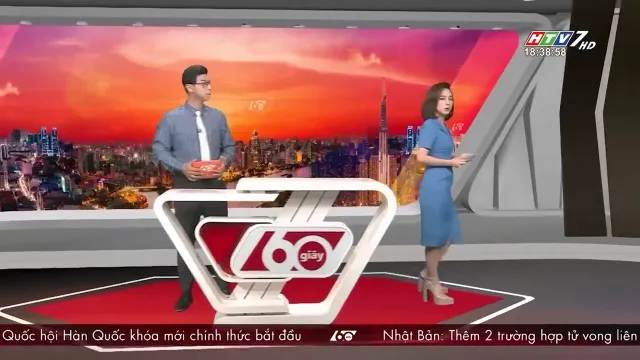 HTV7 HD
18:38:58
60 giây
Quốc hội Hàn Quốc khóa mới chính thức bắt đầu 60 Nhật Bản: Thêm 2 trường hợp tử vong liên